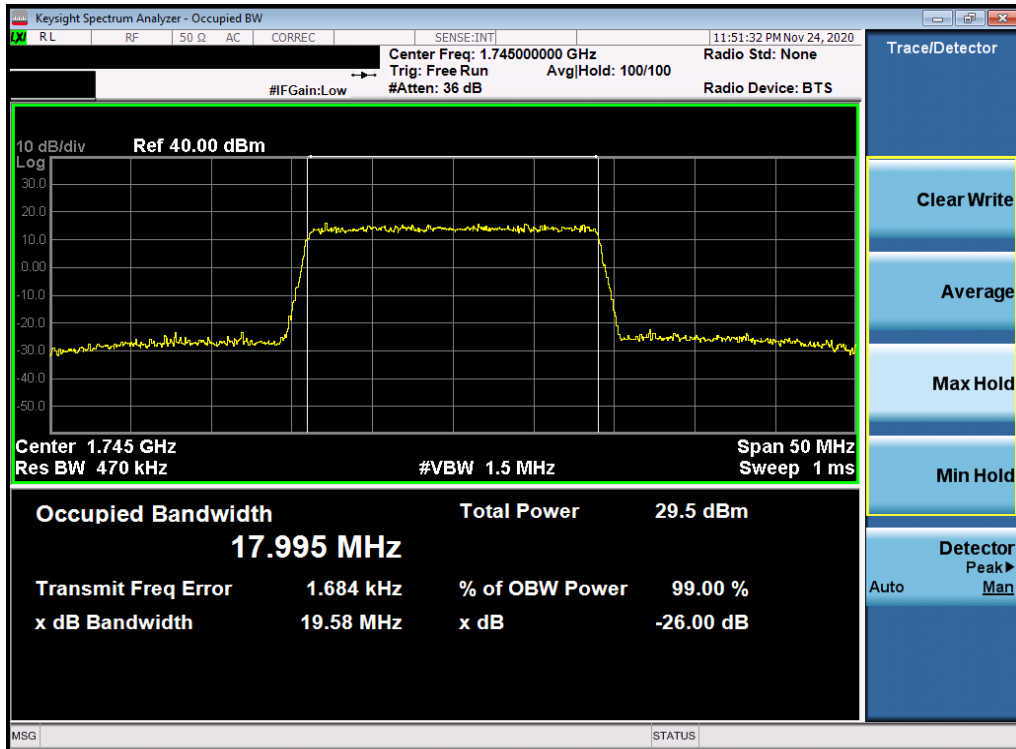 Keysight Spectrum Analyzer - Occupied BW
LXI RL RF 50 Ω AC CORREC SENSE:INT 11:51:32 PM Nov 24, 2020
Center Freq: 1.745000000 GHz Radio Std: None
Trig: Free Run Avg|Hold: 100/100
#IFGain:Low #Atten: 36 dB Radio Device: BTS
10 dB/div Ref 40.00 dBm
Log
30.0
20.0
10.0
0.00
-10.0
-20.0
-30.0
-40.0
-50.0
Center 1.745 GHz Span 50 MHz
Res BW 470 kHz #VBW 1.5 MHz Sweep 1 ms
Occupied Bandwidth Total Power 29.5 dBm
17.995 MHz
Transmit Freq Error 1.684 kHz % of OBW Power 99.00 %
x dB Bandwidth 19.58 MHz x dB -26.00 dB
MSG STATUS
Trace/Detector
Clear Write
Average
Max Hold
Min Hold
Detector
Peak▶
Auto Man